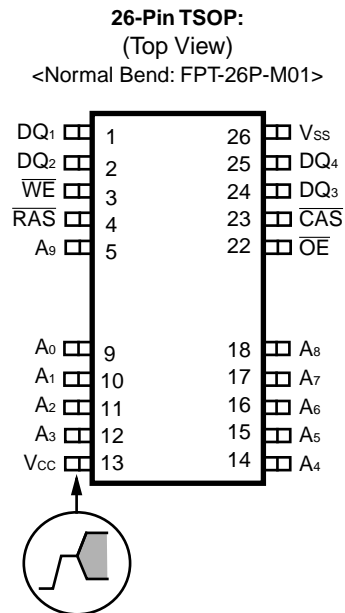 26-Pin TSOP:
(Top View)
<Normal Bend: FPT-26P-M01>
DQ1 1 26 VSS
DQ2 2 25 DQ4
WE 3 24 DQ3
RAS 4 23 CAS
A9 5 22 OE
A0 9 18 A8
A1 10 17 A7
A2 11 16 A6
A3 12 15 A5
VCC 13 14 A4